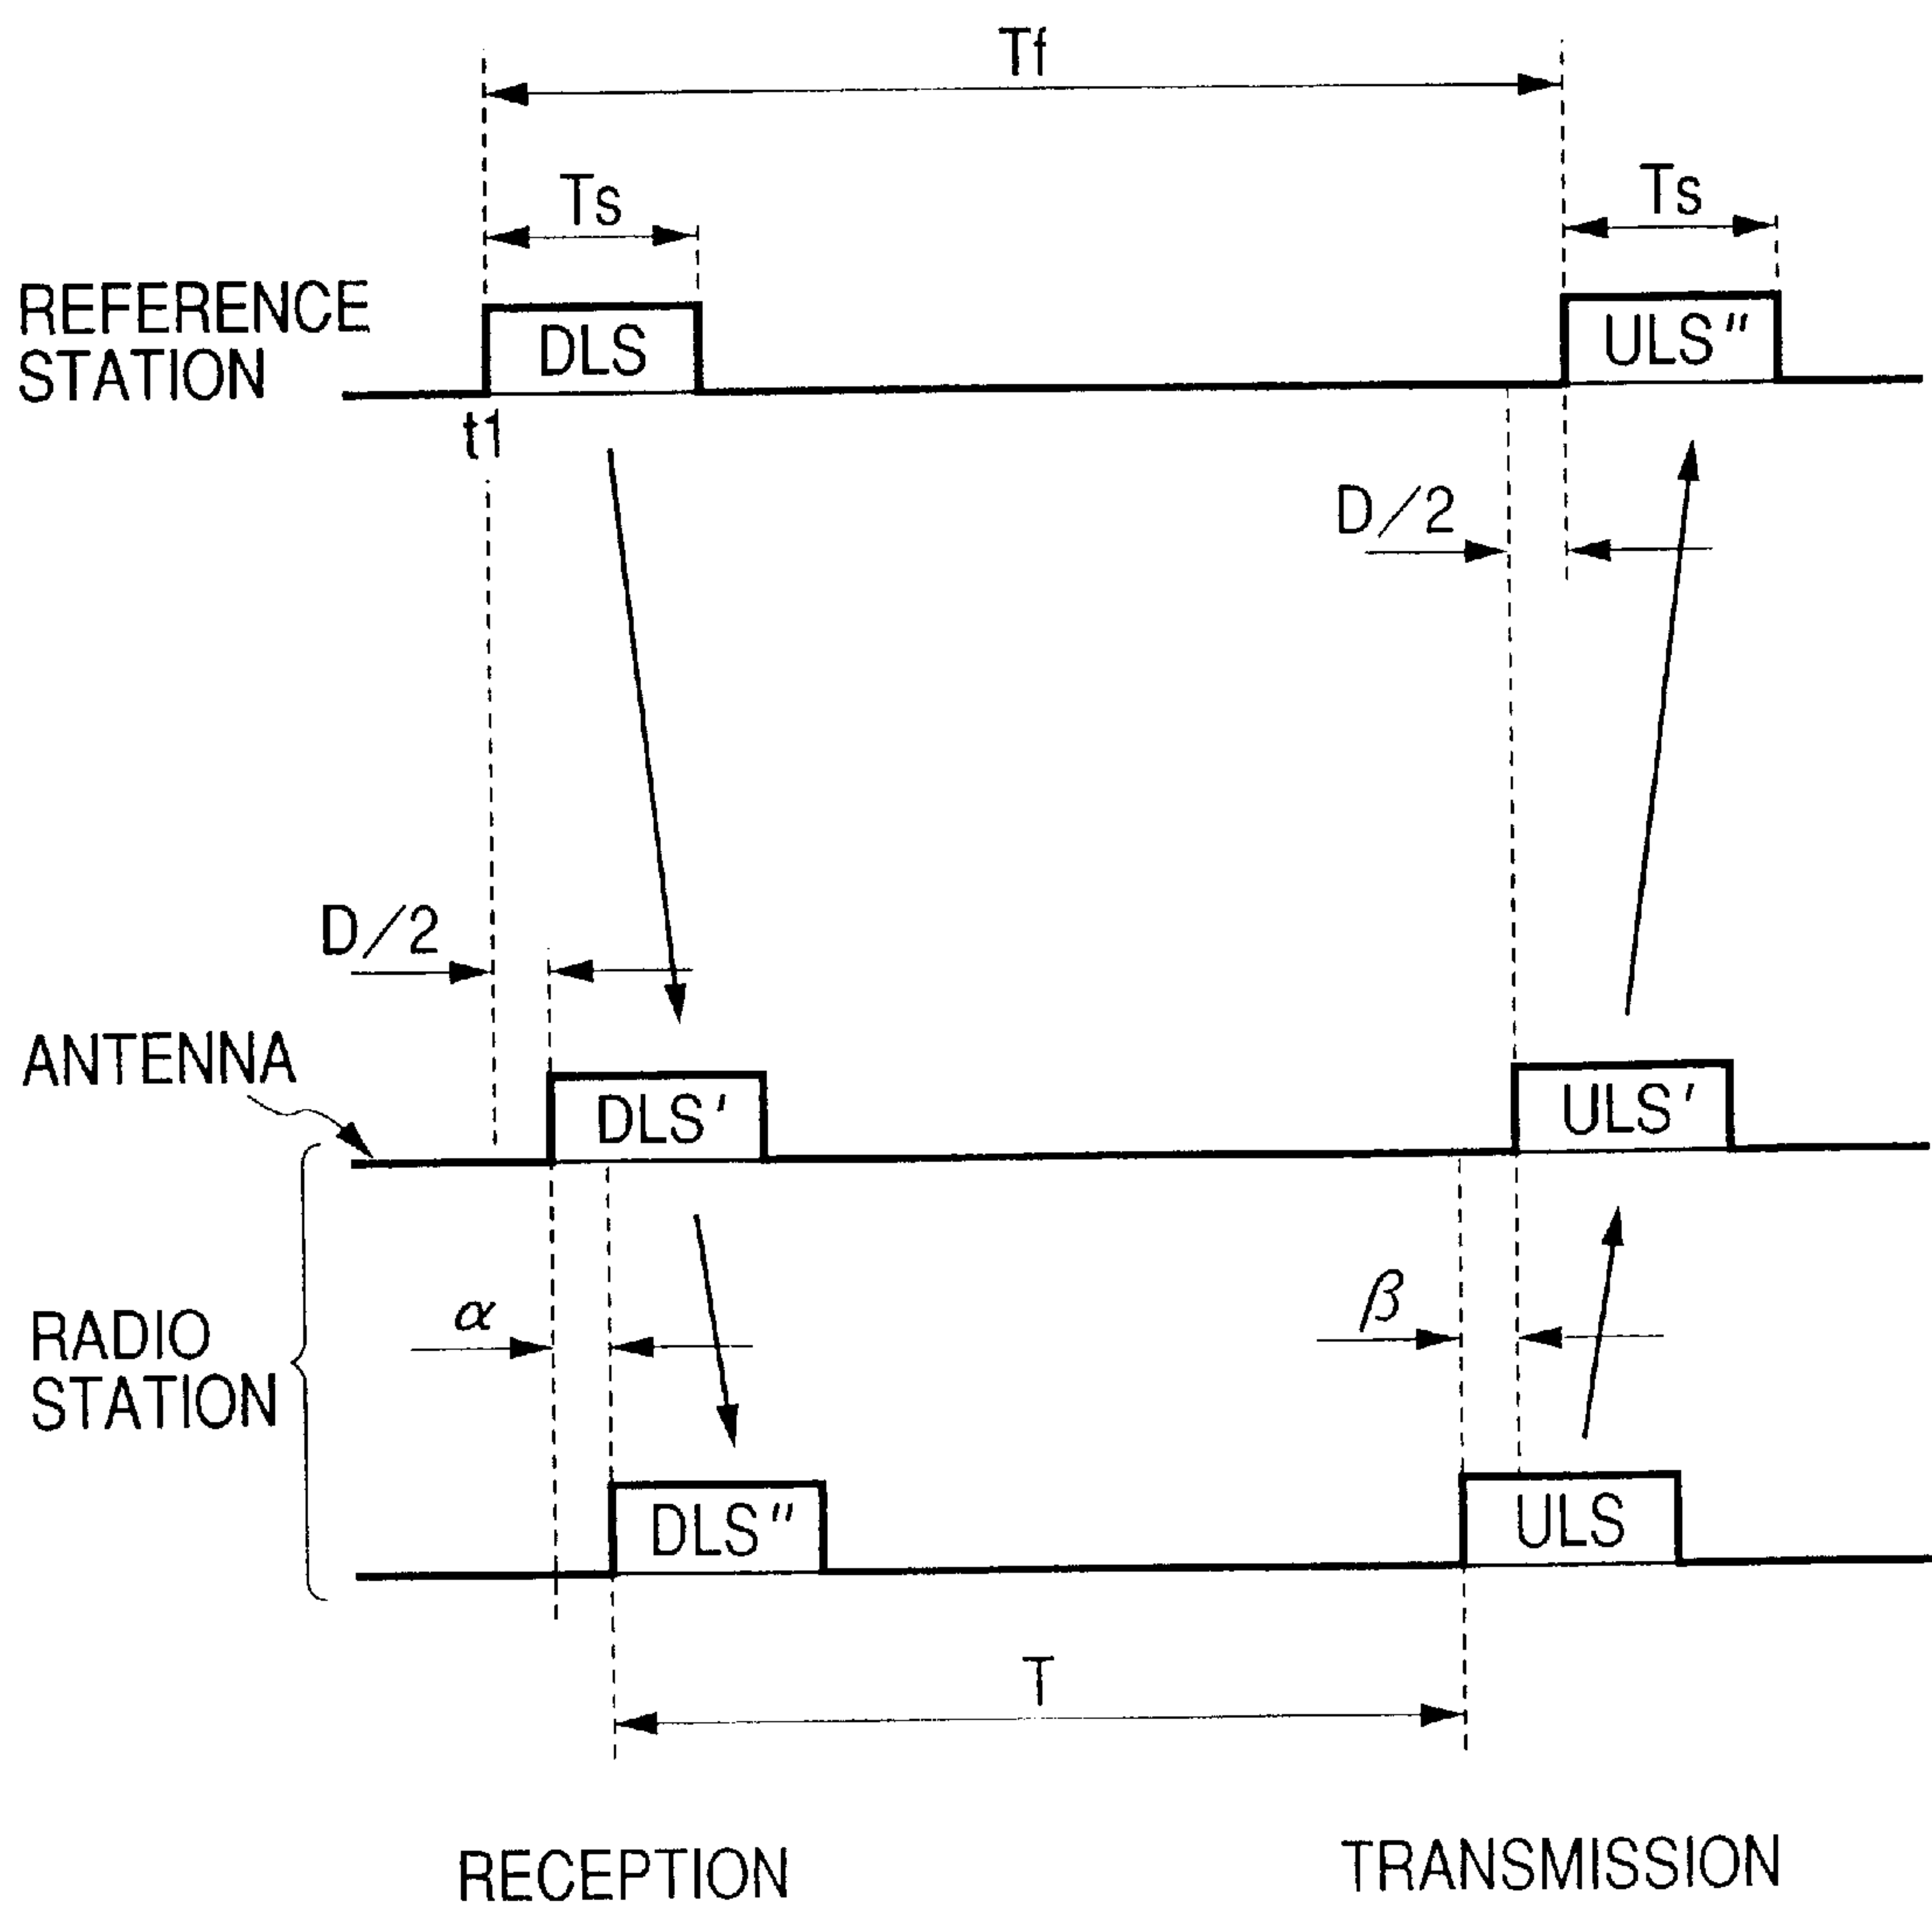 Tf
Ts
Ts
REFERENCE
STATION
DLS
ULS"
t1
D/2
D/2
ANTENNA
DLS'
ULS'
α
β
RADIO
STATION
DLS"
ULS
T
RECEPTION
TRANSMISSION